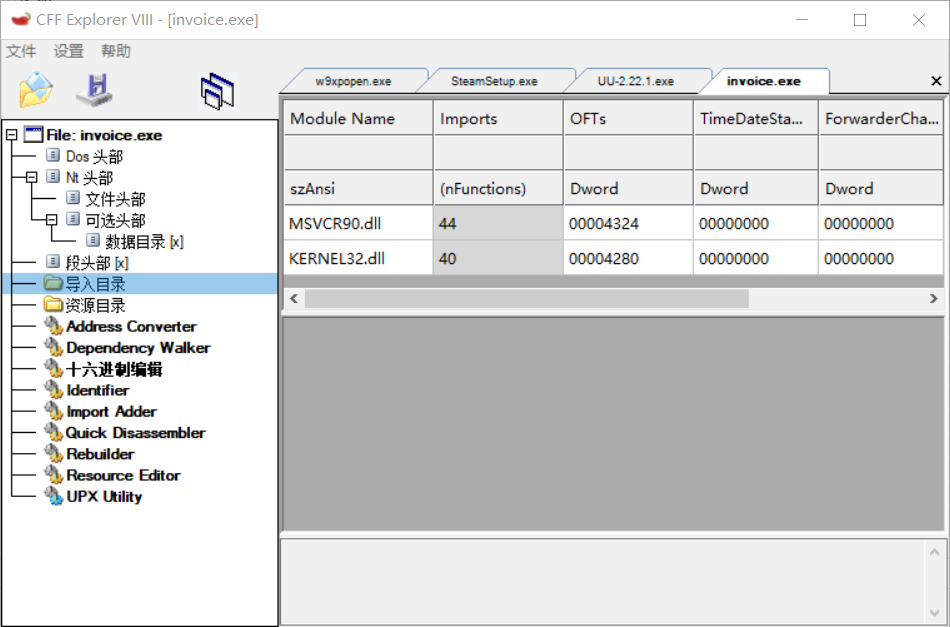 CFF Explorer VIII - [invoice.exe]
文件 设置 帮助
w9xpopen.exe SteamSetup.exe UU-2.22.1.exe invoice.exe
File: invoice.exe
Dos 头部
Nt 头部
文件头部
可选头部
数据目录 [x]
段头部 [x]
导入目录
资源目录
Address Converter
Dependency Walker
十六进制编辑
Identifier
Import Adder
Quick Disassembler
Rebuilder
Resource Editor
UPX Utility
Module Name Imports OFTs TimeDateSta... ForwarderCha...
szAnsi (nFunctions) Dword Dword Dword
MSVCR90.dll 44 00004324 00000000 00000000
KERNEL32.dll 40 00004280 00000000 00000000